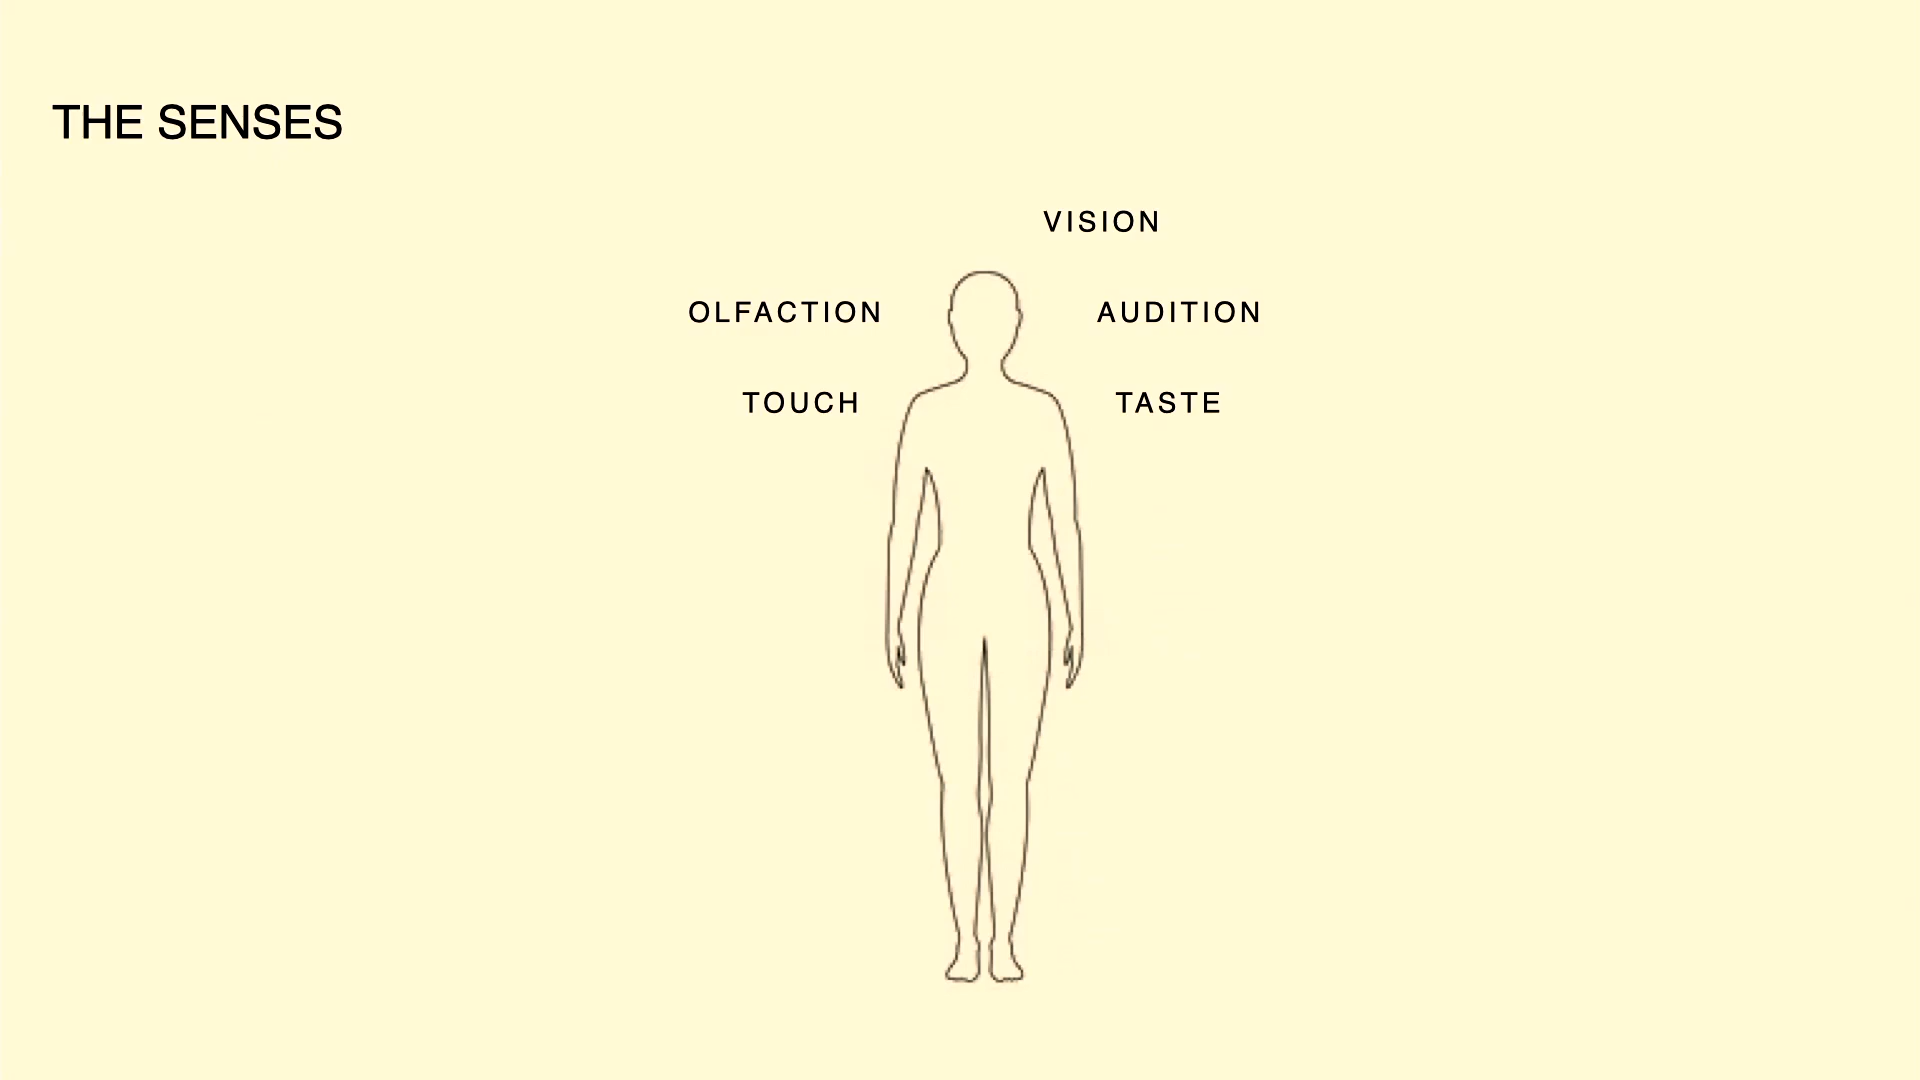 THE SENSES
VISION
OLFACTION
AUDITION
TOUCH
TASTE